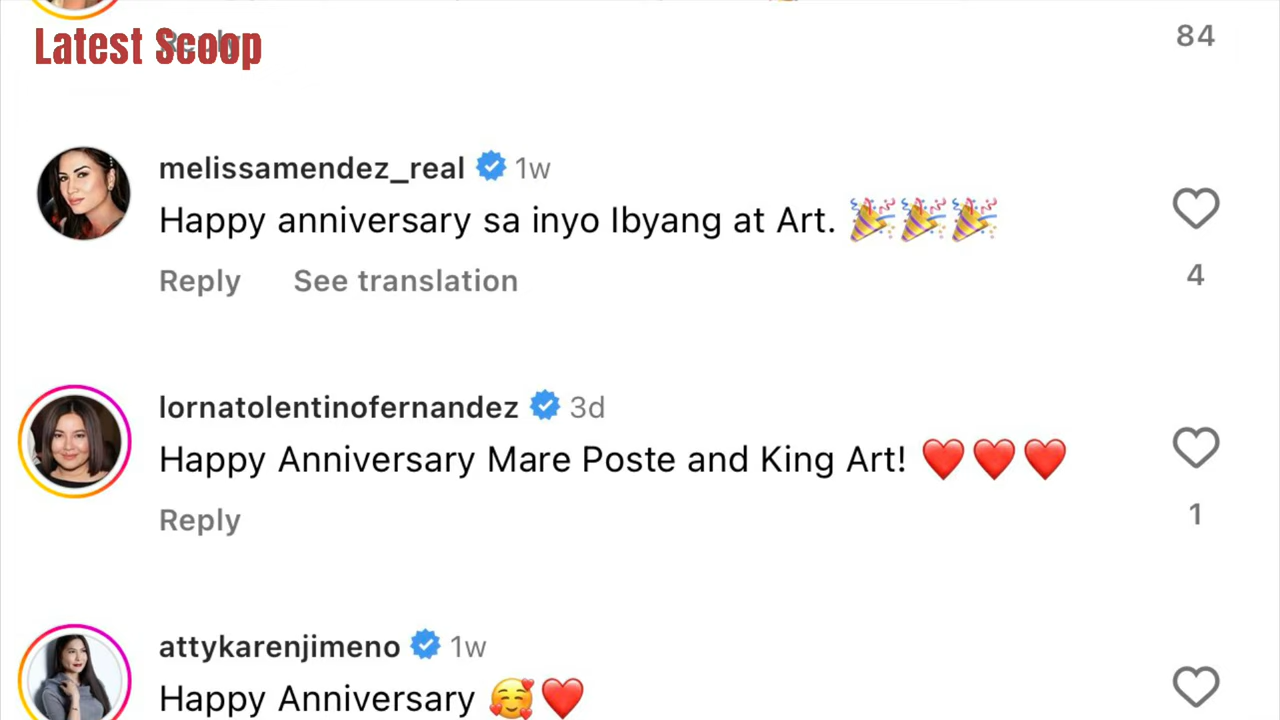 Latest Scoop
84
melissamendez_real 1w
Happy anniversary sa inyo Ibyang at Art. 🎉🎉🎉
4
Reply See translation
lornatolentinofernandez 3d
Happy Anniversary Mare Poste and King Art! ❤️❤️❤️
1
Reply
attykarenjimeno 1w
Happy Anniversary 🥰❤️